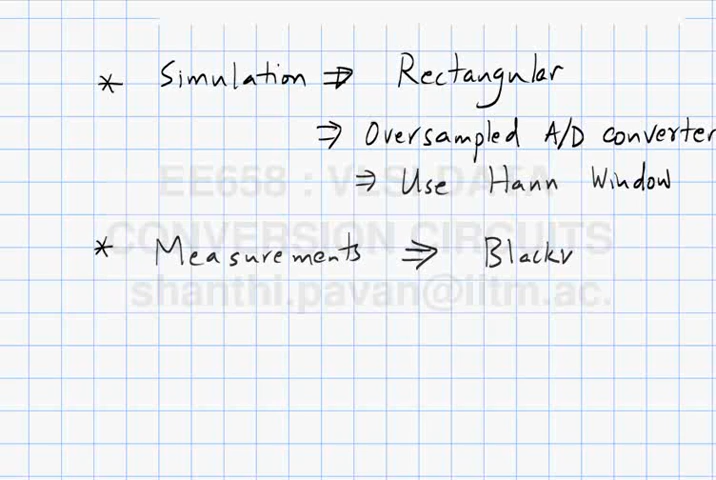 * Simulation ⇒ Rectangular
⇒ Oversampled A/D converter
⇒ Use Hann Window
EE658 : VLSI DATA
CONVERSION CIRCUITS
* Measurements ⇒ Blackv
shanthi.pavan@iitm.ac.